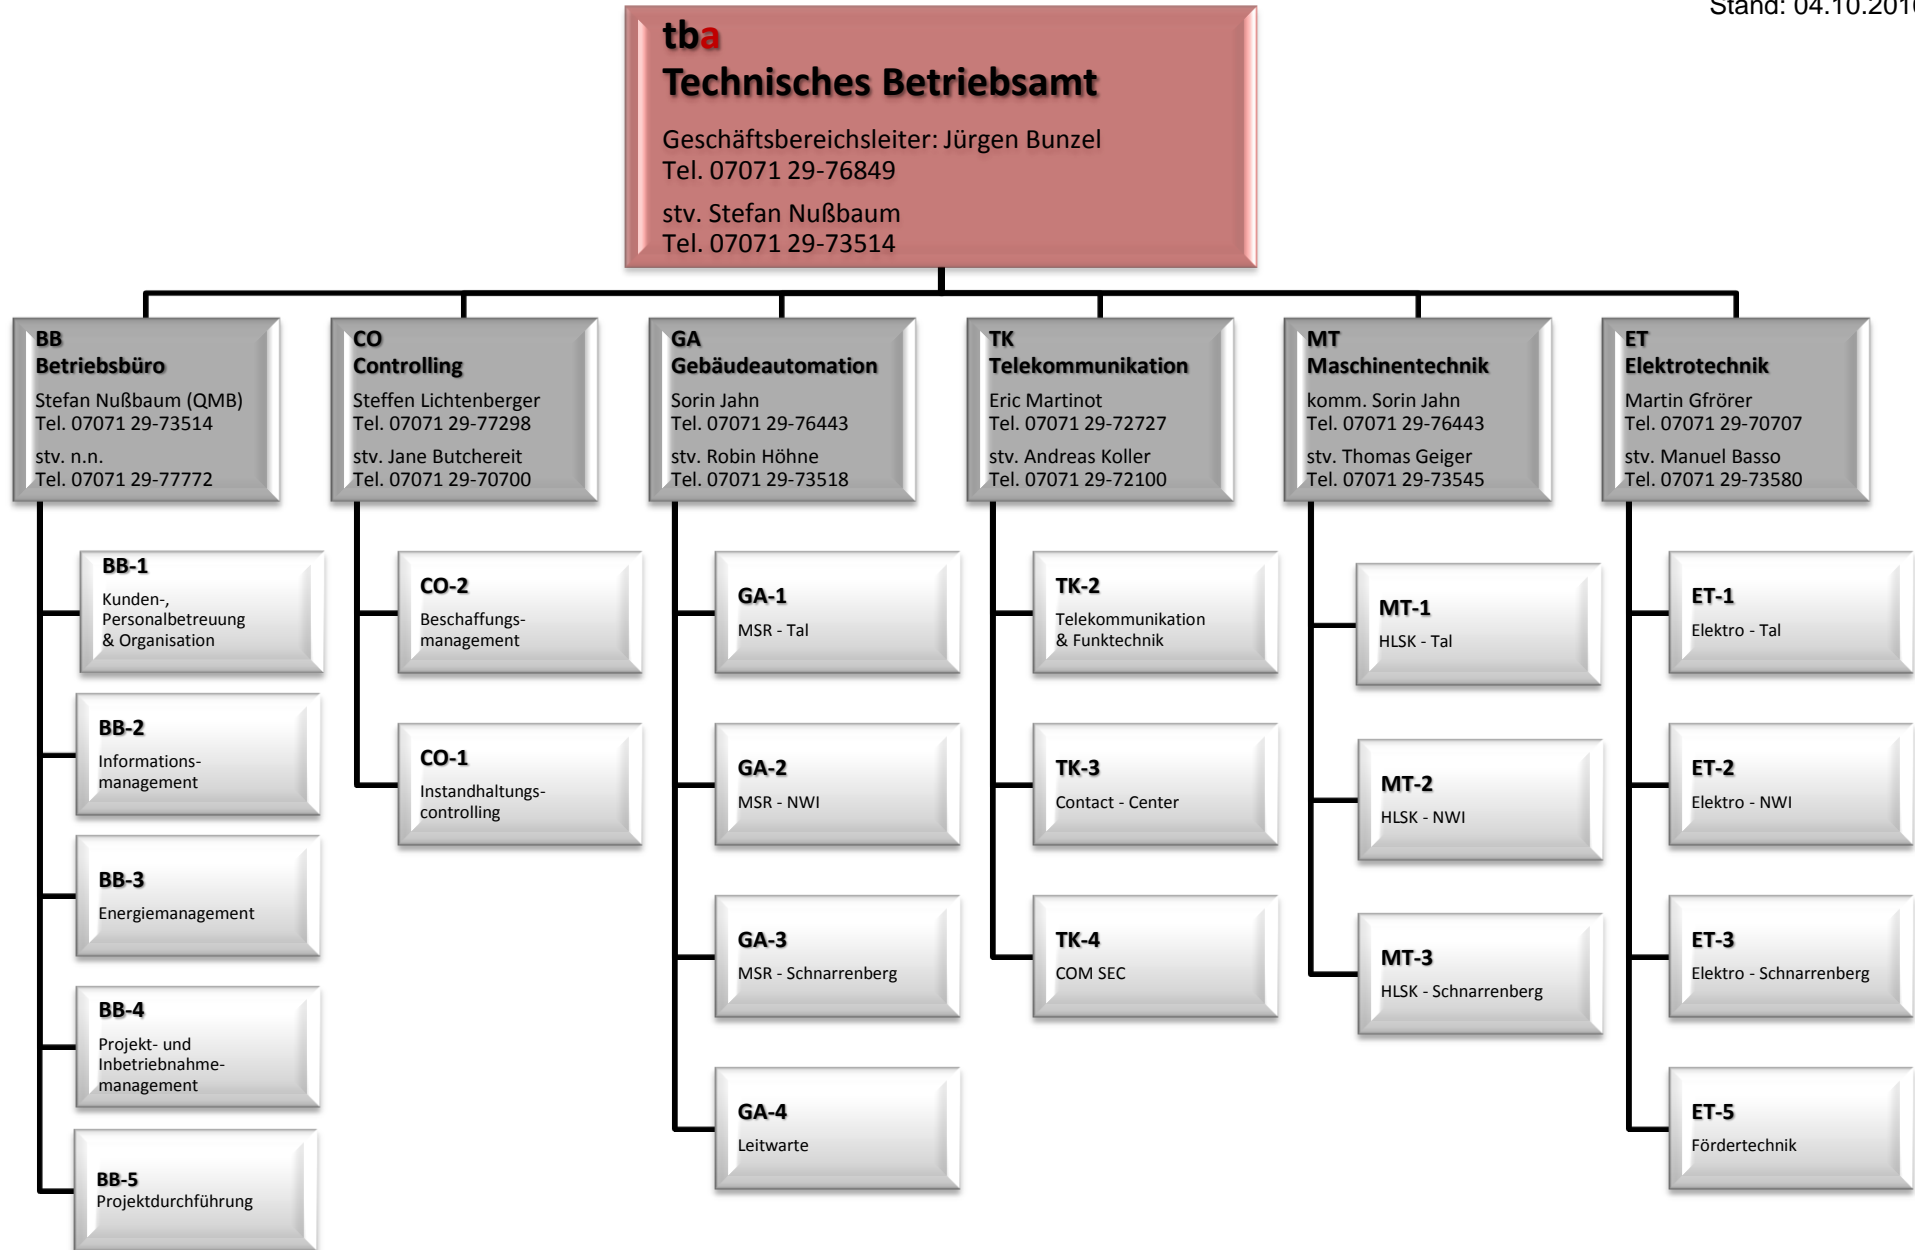 Stand: 04.10.2016
tba
Technisches Betriebsamt
Geschäftsbereichsleiter: Jürgen Bunzel
Tel. 07071 29-76849
stv. Stefan Nußbaum
Tel. 07071 29-73514
BB
Betriebsbüro
Stefan Nußbaum (QMB)
Tel. 07071 29-73514
stv. n.n.
Tel. 07071 29-77772
CO
Controlling
Steffen Lichtenberger
Tel. 07071 29-77298
stv. Jane Butchereit
Tel. 07071 29-70700
GA
Gebäudeautomation
Sorin Jahn
Tel. 07071 29-76443
stv. Robin Höhne
Tel. 07071 29-73518
TK
Telekommunikation
Eric Martinot
Tel. 07071 29-72727
stv. Andreas Koller
Tel. 07071 29-72100
MT
Maschinentechnik
komm. Sorin Jahn
Tel. 07071 29-76443
stv. Thomas Geiger
Tel. 07071 29-73545
ET
Elektrotechnik
Martin Gfrörer
Tel. 07071 29-70707
stv. Manuel Basso
Tel. 07071 29-73580
BB-1
Kunden-,
Personalbetreuung
& Organisation
BB-2
Informations-
management
BB-3
Energiemanagement
BB-4
Projekt- und
Inbetriebnahme-
management
BB-5
Projektdurchführung
CO-2
Beschaffungs-
management
CO-1
Instandhaltungs-
controlling
GA-1
MSR - Tal
GA-2
MSR - NWI
GA-3
MSR - Schnarrenberg
GA-4
Leitwarte
TK-2
Telekommunikation
& Funktechnik
TK-3
Contact - Center
TK-4
COM SEC
MT-1
HLSK - Tal
MT-2
HLSK - NWI
MT-3
HLSK - Schnarrenberg
ET-1
Elektro - Tal
ET-2
Elektro - NWI
ET-3
Elektro - Schnarrenberg
ET-5
Fördertechnik